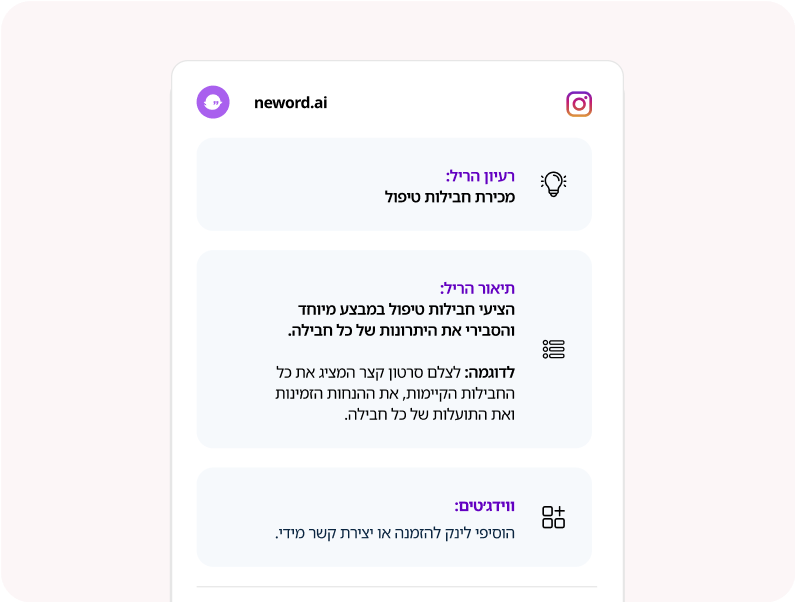 neword.ai
רעיון הריל:
מכירת חבילות טיפול
תיאור הריל:
הציעי חבילות טיפול במבצע מיוחד
והסבירי את היתרונות של כל חבילה.
לדוגמה: לצלם סרטון קצר המציג את כל
החבילות הקיימות, את ההנחות הזמינות
ואת התועלות של כל חבילה.
ווידג׳טים:
הוסיפי לינק להזמנה או יצירת קשר מידי.